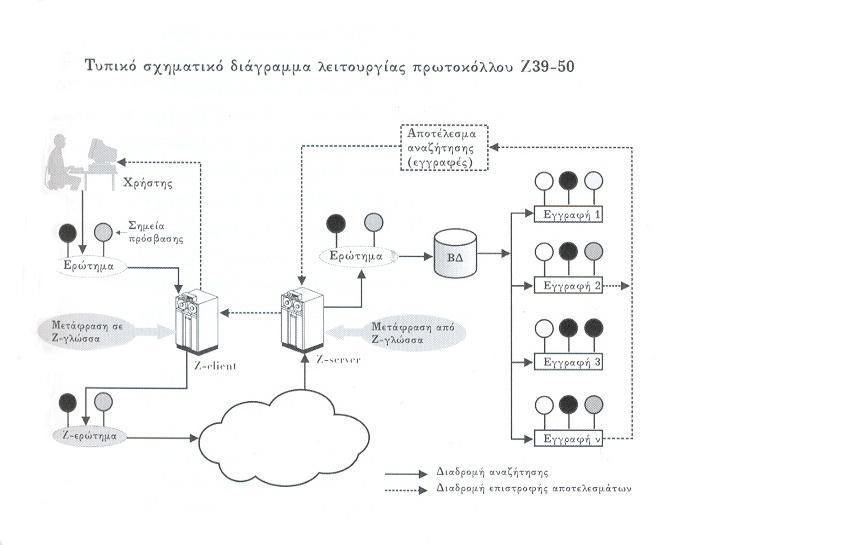 Τυπικό σχηματικό διάγραμμα λειτουργίας πρωτοκόλλου Z39-50
Αποτέλεσμα
αναζήτησης
(εγγραφές)
Χρήστης
Σημεία
πρόσβασης
Ερώτημα
Ερώτημα
ΒΔ
Εγγραφή 1
Εγγραφή 2
Εγγραφή 3
Εγγραφή ν
Μετάφραση σε
Z-γλώσσα
Μετάφραση από
Z-γλώσσα
Z-client
Z-server
Z-ερώτημα
Διαδρομή αναζήτησης
Διαδρομή επιστροφής αποτελεσμάτων